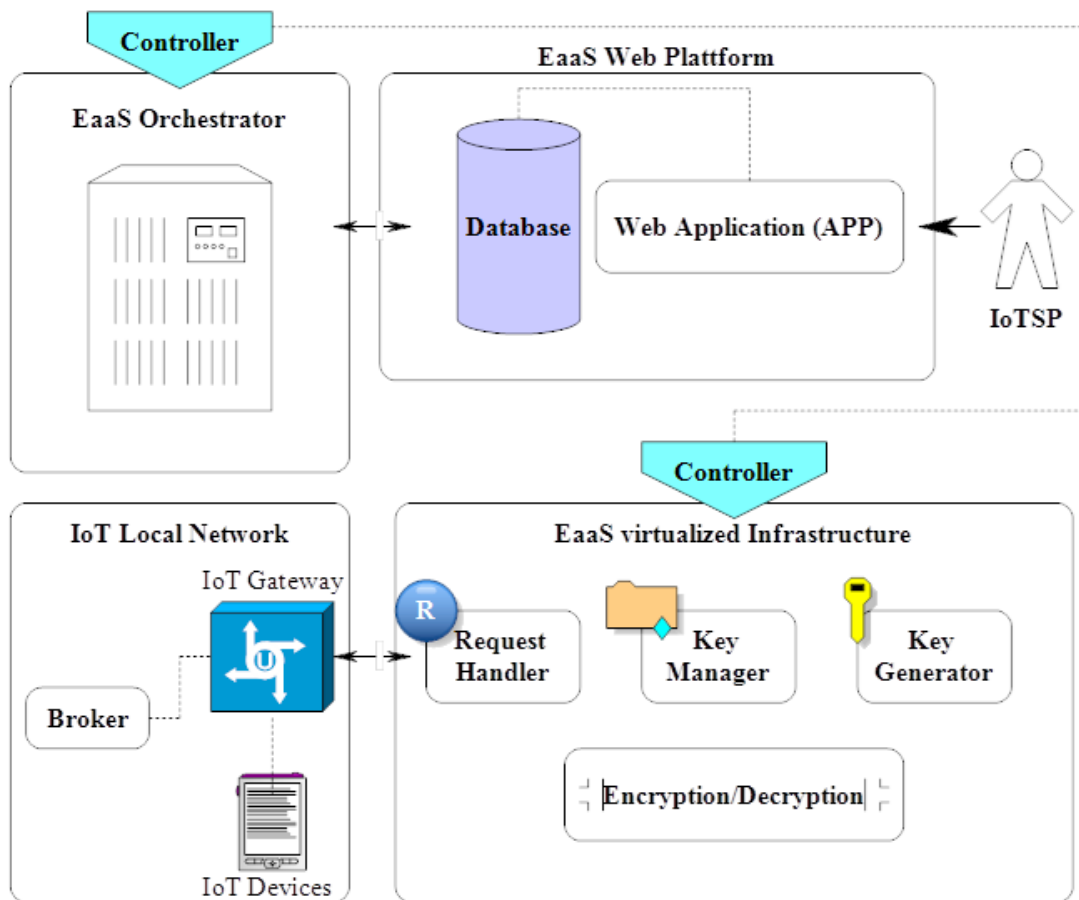 Controller
EaaS Web Plattform
EaaS Orchestrator
Database
Web Application (APP)
IoTSP
Controller
IoT Local Network
EaaS virtualized Infrastructure
IoT Gateway
U
R
Request
Handler
Key
Manager
Key
Generator
Broker
Encryption/Decryption
IoT Devices